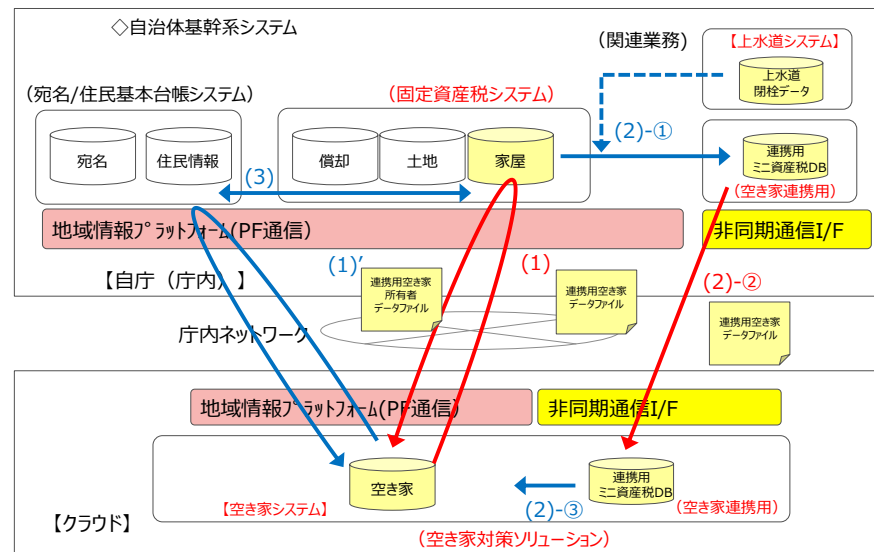 ◇自治体基幹系システム
(関連業務)
【上水道システム】
上水道
閉栓データ
(宛名/住民基本台帳システム)
(固定資産税システム)
(2)-①
宛名
住民情報
償却
土地
家屋
連携用
ミニ資産税DB
(3)
(空き家連携用)
地域情報ﾌﾟﾗｯﾄﾌｫｰﾑ(PF通信)
非同期通信I/F
【自庁（庁内）】
(1)’
(1)
(2)-②
連携用空き家
所有者
データファイル
連携用空き家
データファイル
連携用空き家
データファイル
庁内ネットワーク
地域情報ﾌﾟﾗｯﾄﾌｫｰﾑ(PF通信)
非同期通信I/F
空き家
連携用
ミニ資産税DB
【空き家システム】
(2)-③
(空き家連携用)
【クラウド】
(空き家対策ソリューション)